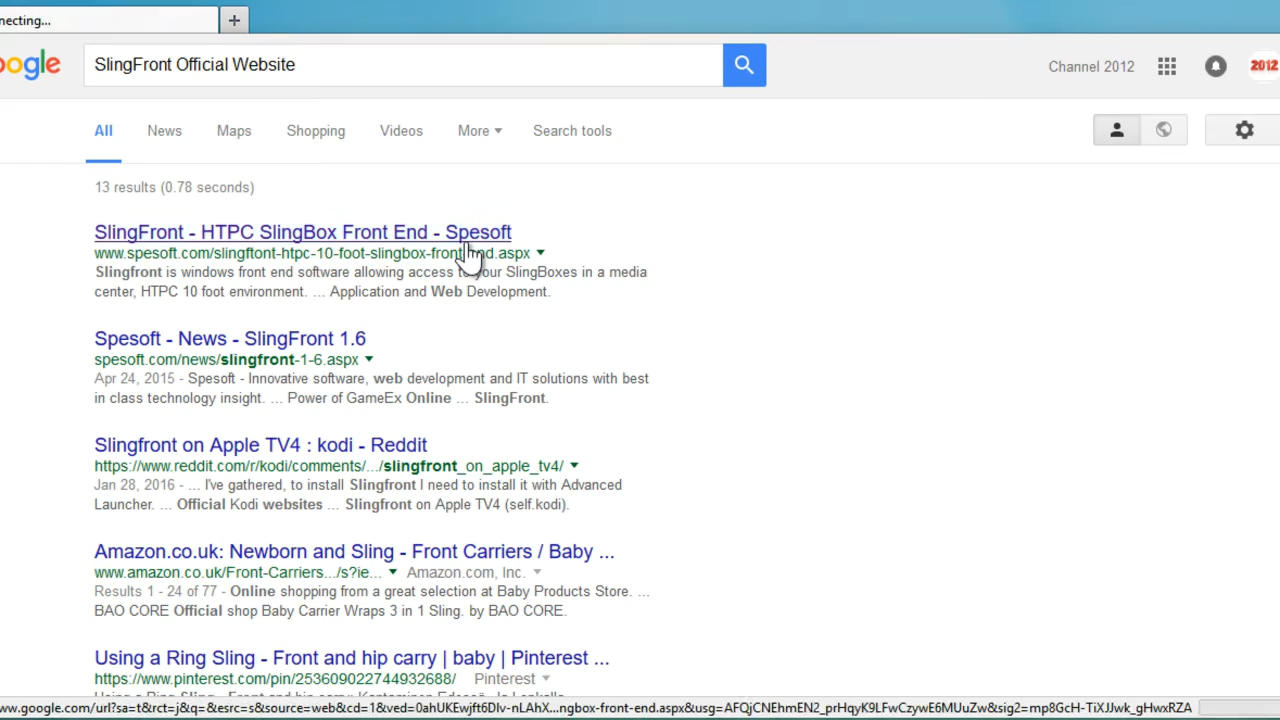 necting...
+
oogle
SlingFront Official Website
Channel 2012
2012
All News Maps Shopping Videos More Search tools
13 results (0.78 seconds)
SlingFront - HTPC SlingBox Front End - Spesoft
www.spesoft.com/slingftont-htpc-10-foot-slingbox-front-end.aspx
Slingfront is windows front end software allowing access to your SlingBoxes in a media
center, HTPC 10 foot environment. ... Application and Web Development.
Spesoft - News - SlingFront 1.6
spesoft.com/news/slingfront-1-6.aspx
Apr 24, 2015 - Spesoft - Innovative software, web development and IT solutions with best
in class technology insight. ... Power of GameEx Online ... SlingFront.
Slingfront on Apple TV4 : kodi - Reddit
https://www.reddit.com/r/kodi/comments/.../slingfront_on_apple_tv4/
Jan 28, 2016 - ... I've gathered, to install Slingfront I need to install it with Advanced
Launcher. ... Official Kodi websites ... Slingfront on Apple TV4 (self.kodi).
Amazon.co.uk: Newborn and Sling - Front Carriers / Baby ...
www.amazon.co.uk/Front-Carriers.../s?ie... Amazon.com, Inc.
Results 1 - 24 of 77 - Online shopping from a great selection at Baby Products Store. ...
BAO CORE Official shop Baby Carrier Wraps 3 in 1 Sling. by BAO CORE.
Using a Ring Sling - Front and hip carry | baby | Pinterest ...
https://www.pinterest.com/pin/253609022744932688/ Pinterest
ww.google.com/url?sa=t&rct=j&q=&esrc=s&source=web&cd=1&ved=0ahUKEwjft6Dlv-nLAhX...ngbox-front-end.aspx&usg=AFQjCNEhmEN2_prHqyK9LFwCzywE6MUuZw&sig2=mp8GcH-TiXJJwk_gHwxRZA